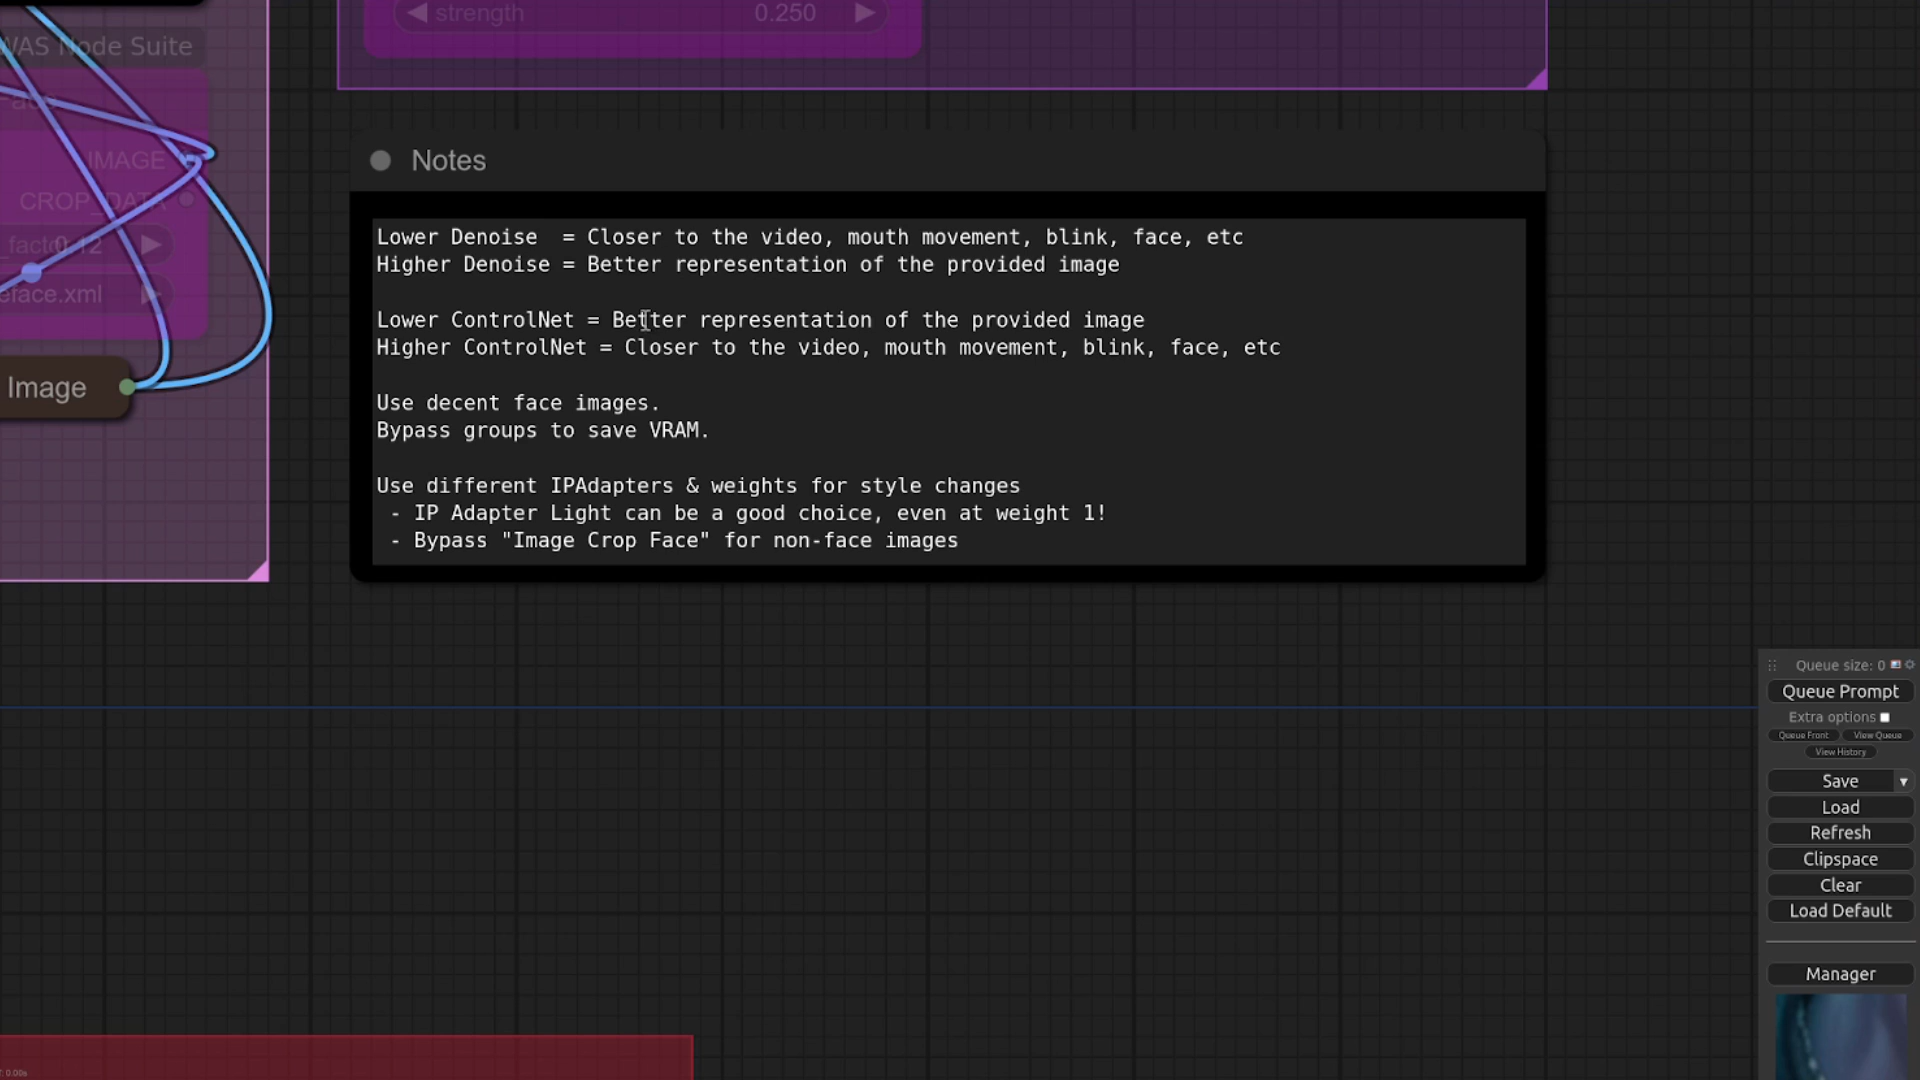 strength 0.250
WAS Node Suite
IMAGE
CROP_DATA
0.12
eface.xml
Image
Notes
Lower Denoise  = Closer to the video, mouth movement, blink, face, etc
Higher Denoise = Better representation of the provided image
Lower ControlNet = Better representation of the provided image
Higher ControlNet = Closer to the video, mouth movement, blink, face, etc
Use decent face images.
Bypass groups to save VRAM.
Use different IPAdapters & weights for style changes
- IP Adapter Light can be a good choice, even at weight 1!
- Bypass "Image Crop Face" for non-face images
Queue size: 0
Queue Prompt
Extra options
Queue Front View Queue
View History
Save
Load
Refresh
Clipspace
Clear
Load Default
Manager